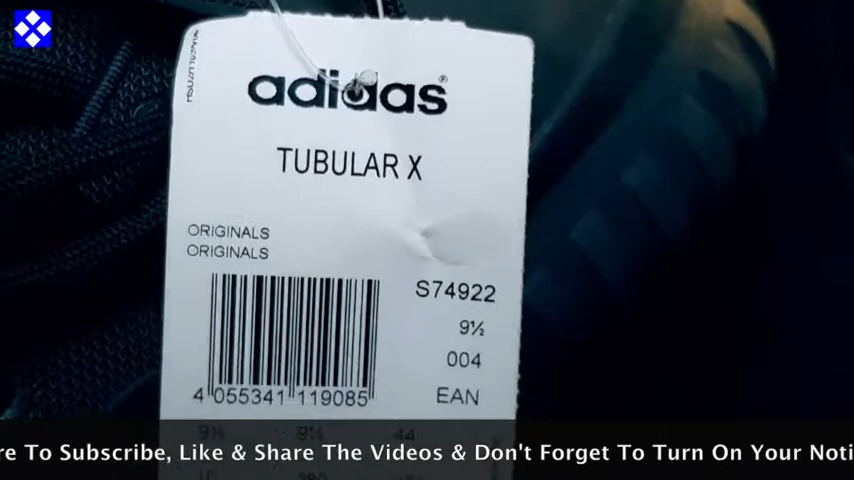 adidas®
TUBULAR X
ORIGINALS
ORIGINALS
S74922
9½
004
EAN
4 055341 119085
44
re To Subscribe, Like & Share The Videos & Don't Forget To Turn On Your Noti